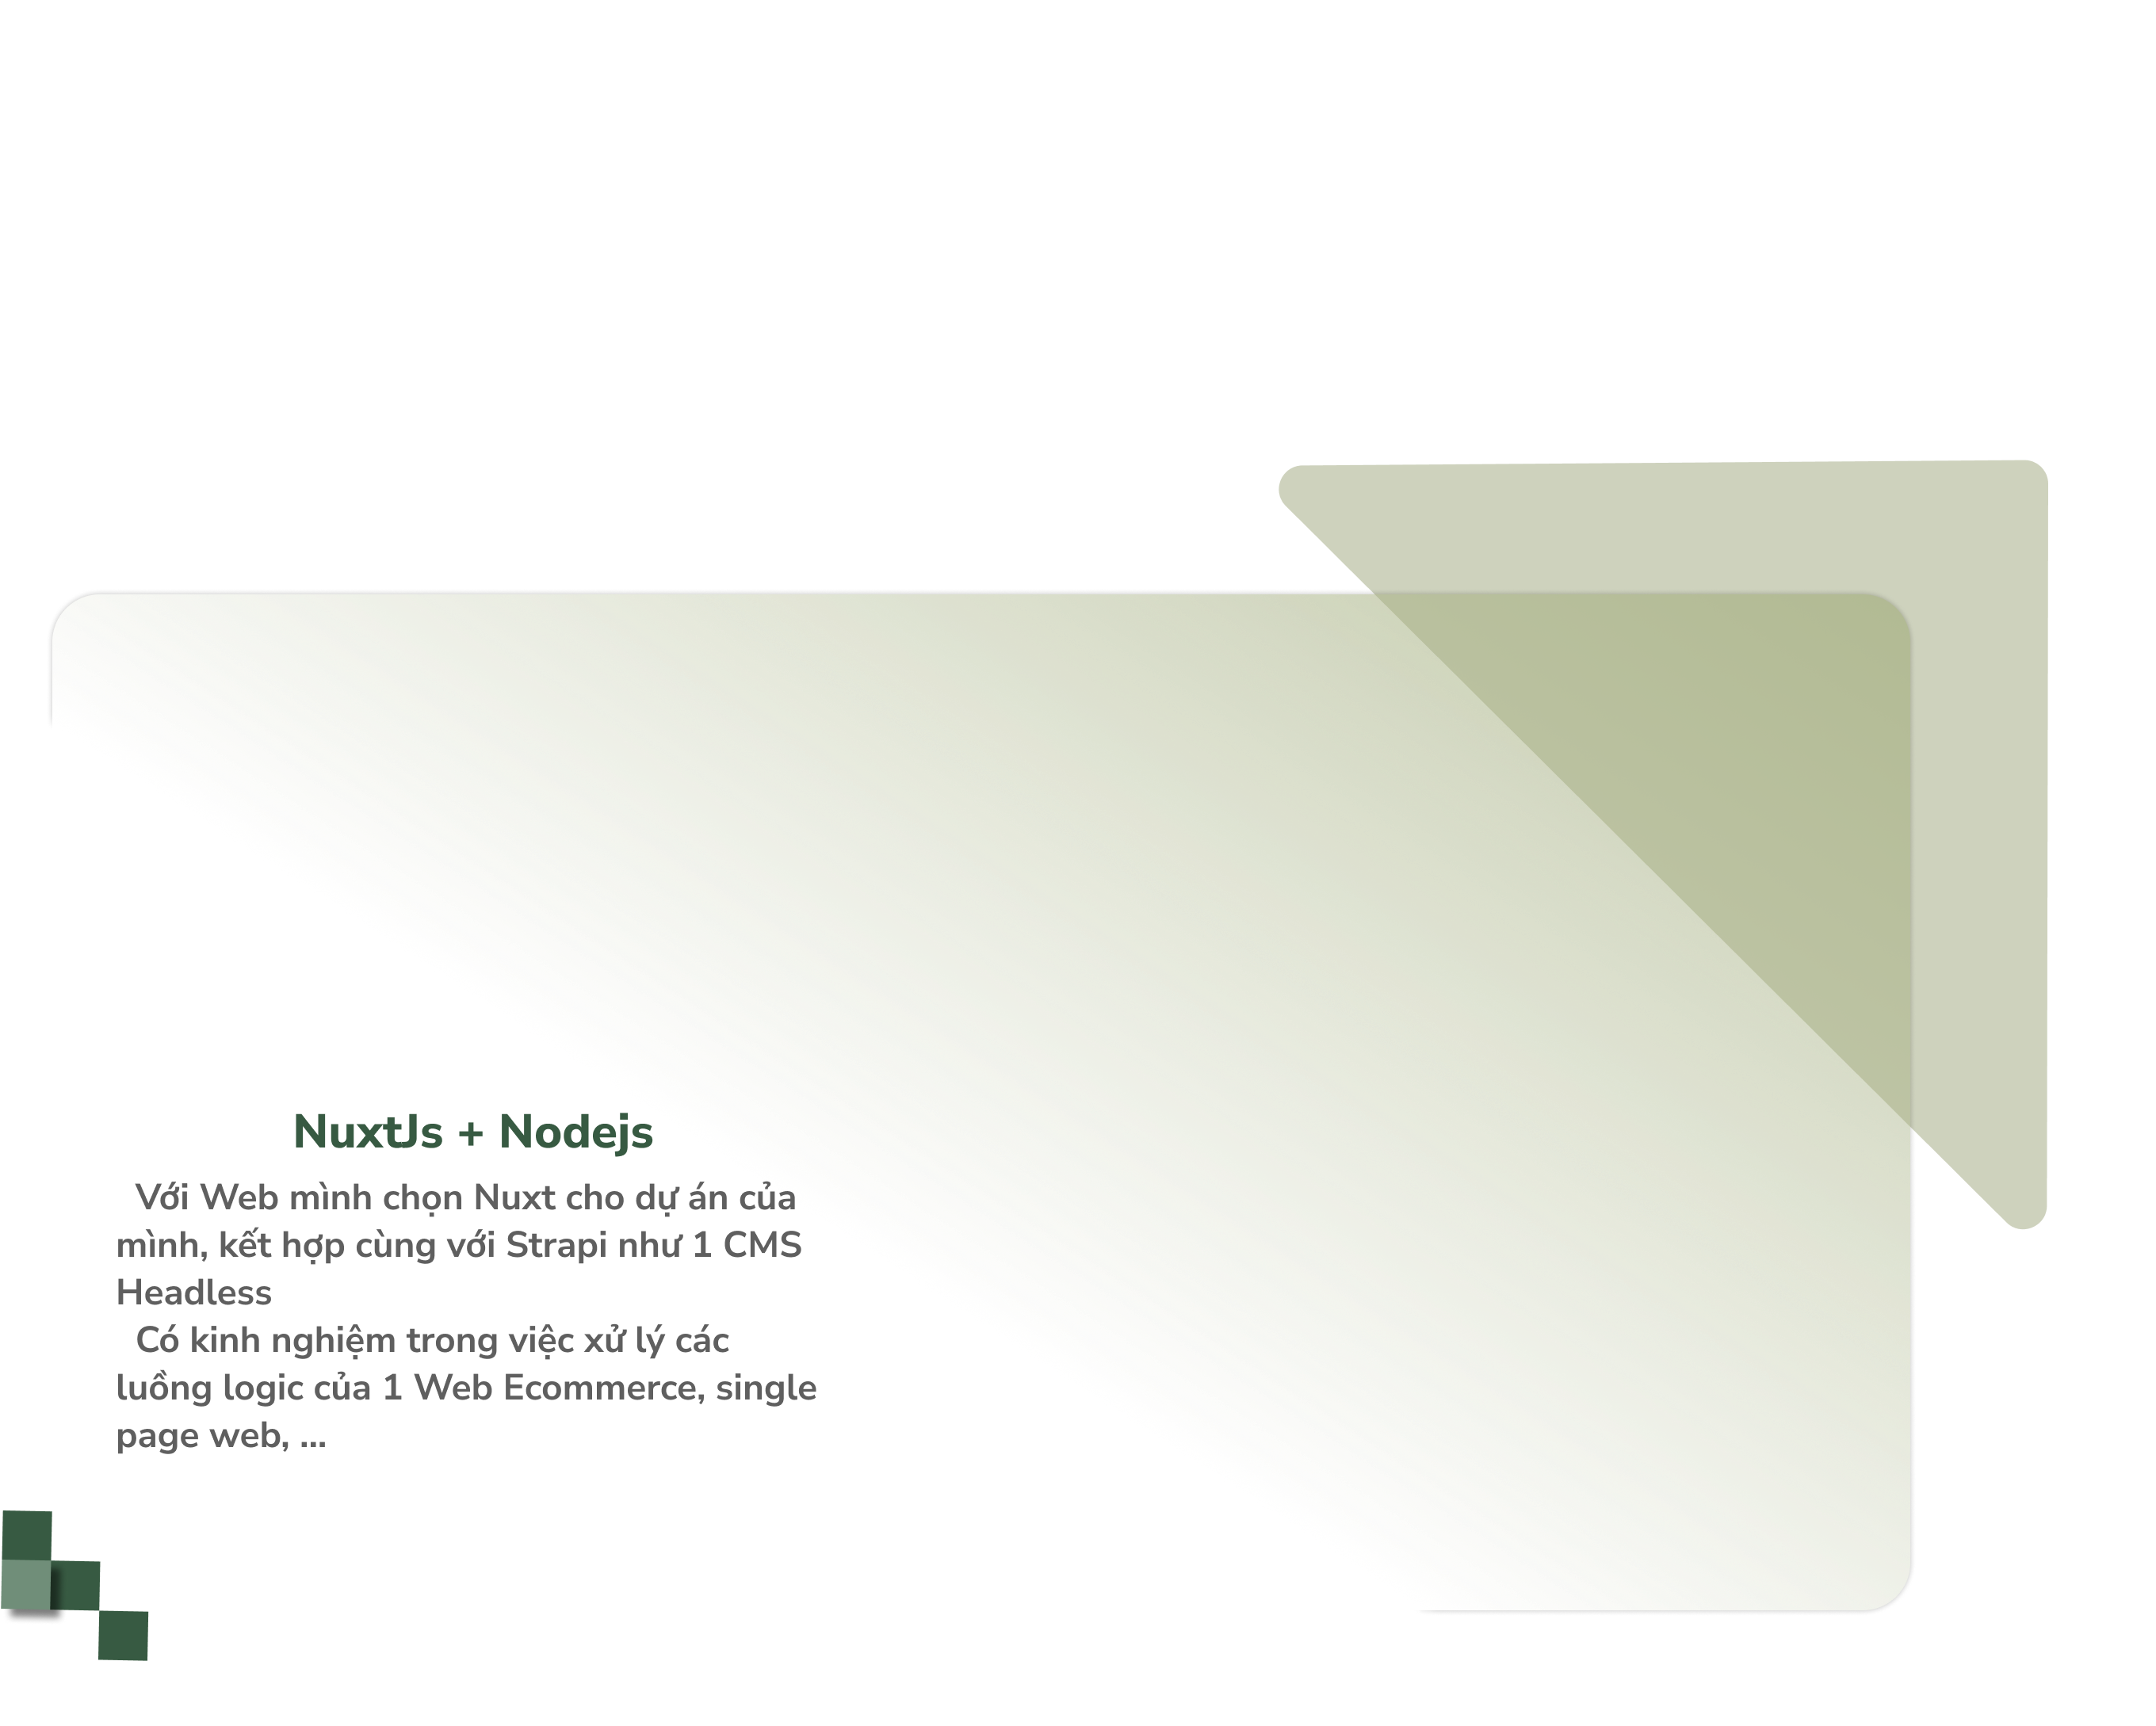 NuxtJs + Nodejs
Với Web mình chọn Nuxt cho dự án của
mình, kết hợp cùng với Strapi như 1 CMS
Headless
Có kinh nghiệm trong việc xử lý các
luồng logic của 1 Web Ecommerce, single
page web, ...